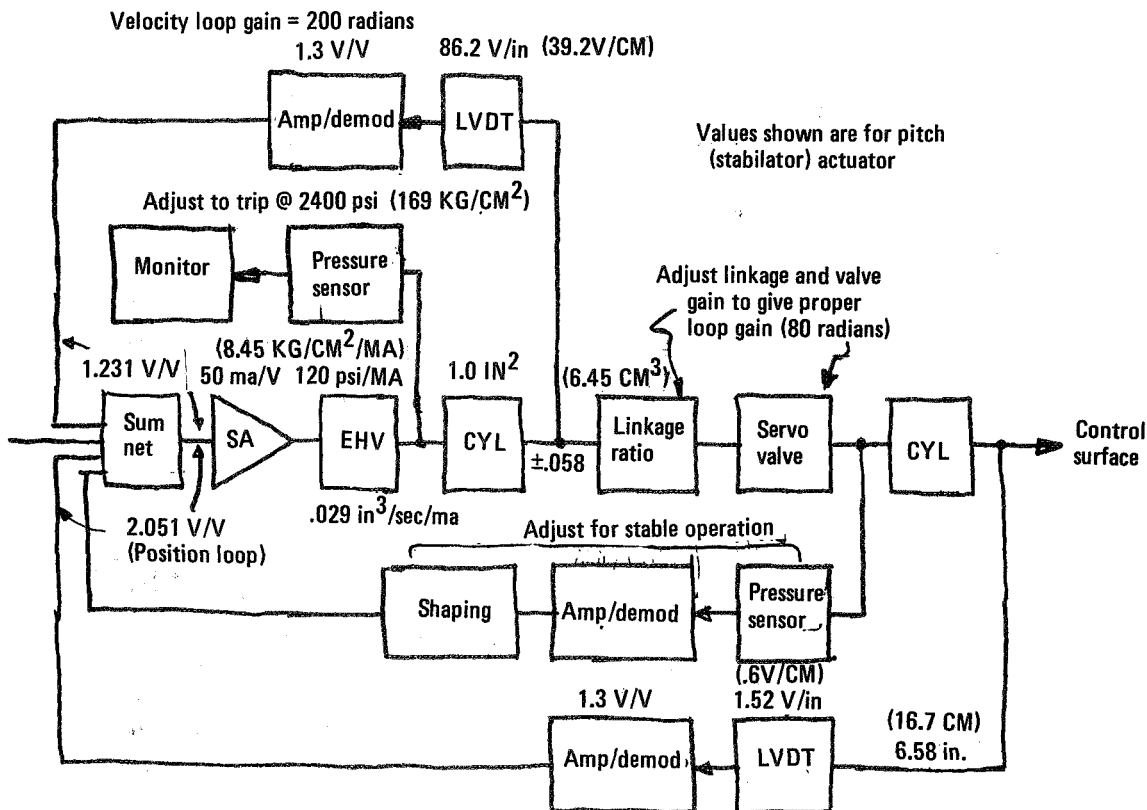 Velocity loop gain = 200 radians
1.3 V/V
86.2 V/in (39.2V/CM)
Amp/demod
LVDT
Values shown are for pitch
(stabilator) actuator
Adjust to trip @ 2400 psi (169 KG/CM²)
Monitor
Pressure
sensor
Adjust linkage and valve
gain to give proper
loop gain (80 radians)
(8.45 KG/CM²/MA)
1.231 V/V
50 ma/V
120 psi/MA
1.0 IN²
(6.45 CM³)
Sum
net
SA
EHV
CYL
±.058
Linkage
ratio
Servo
valve
CYL
Control
surface
2.051 V/V
(Position loop)
.029 in³/sec/ma
Adjust for stable operation
Shaping
Amp/demod
Pressure
sensor
(.6V/CM)
1.3 V/V
1.52 V/in
(16.7 CM)
6.58 in.
Amp/demod
LVDT